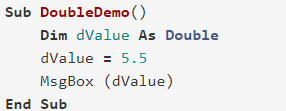 Sub DoubleDemo()
    Dim dValue As Double
    dValue = 5.5
    MsgBox (dValue)
End Sub